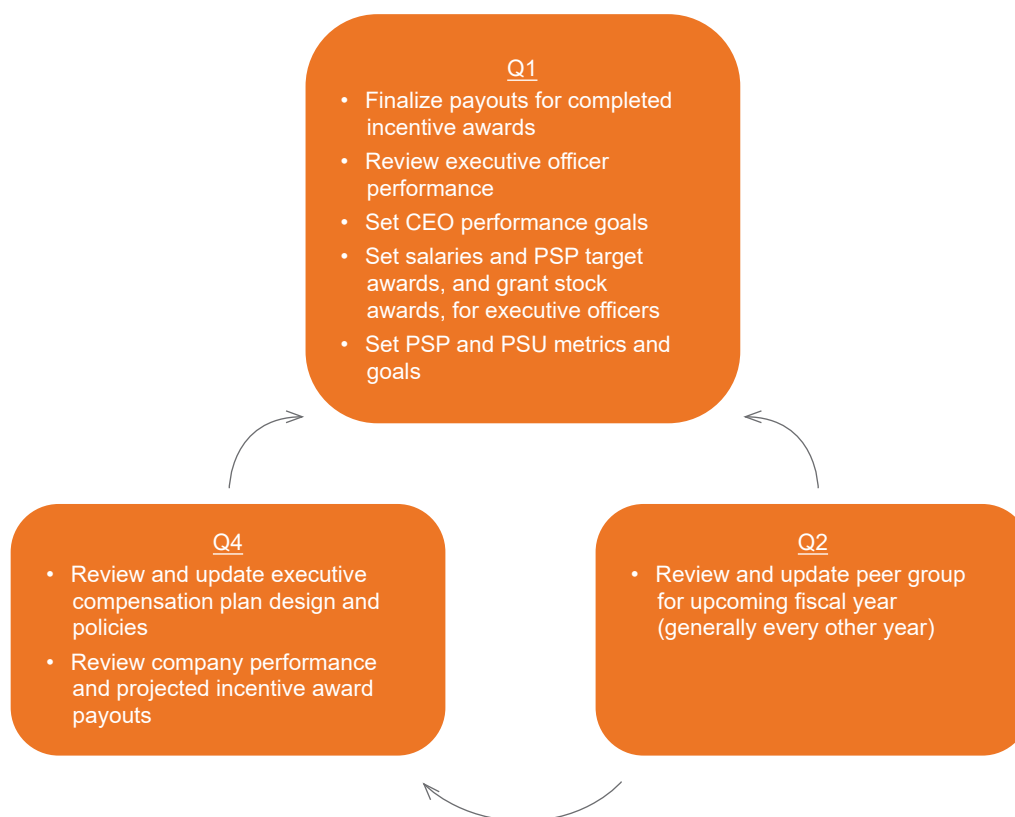 Q1
• Finalize payouts for completed
incentive awards
• Review executive officer
performance
• Set CEO performance goals
• Set salaries and PSP target
awards, and grant stock
awards, for executive officers
• Set PSP and PSU metrics and
goals
Q4
• Review and update executive
compensation plan design and
policies
• Review company performance
and projected incentive award
payouts
Q2
• Review and update peer group
for upcoming fiscal year
(generally every other year)